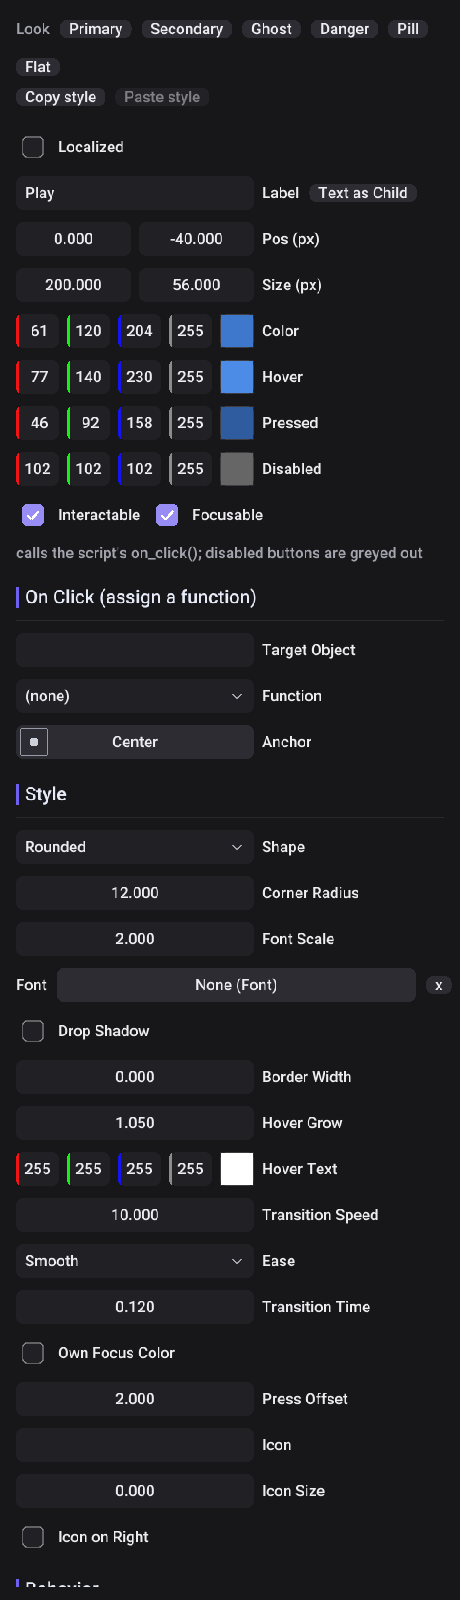 Look Primary Secondary Ghost Danger Pill
Flat
Copy style Paste style
Localized
Play Label Text as Child
0.000 -40.000 Pos (px)
200.000 56.000 Size (px)
61 120 204 255 Color
77 140 230 255 Hover
46 92 158 255 Pressed
102 102 102 255 Disabled
Interactable Focusable
calls the script's on_click(); disabled buttons are greyed out
On Click (assign a function)
Target Object
(none) Function
Center Anchor
Style
Rounded Shape
12.000 Corner Radius
2.000 Font Scale
Font None (Font) x
Drop Shadow
0.000 Border Width
1.050 Hover Grow
255 255 255 255 Hover Text
10.000 Transition Speed
Smooth Ease
0.120 Transition Time
Own Focus Color
2.000 Press Offset
Icon
0.000 Icon Size
Icon on Right
Behavior